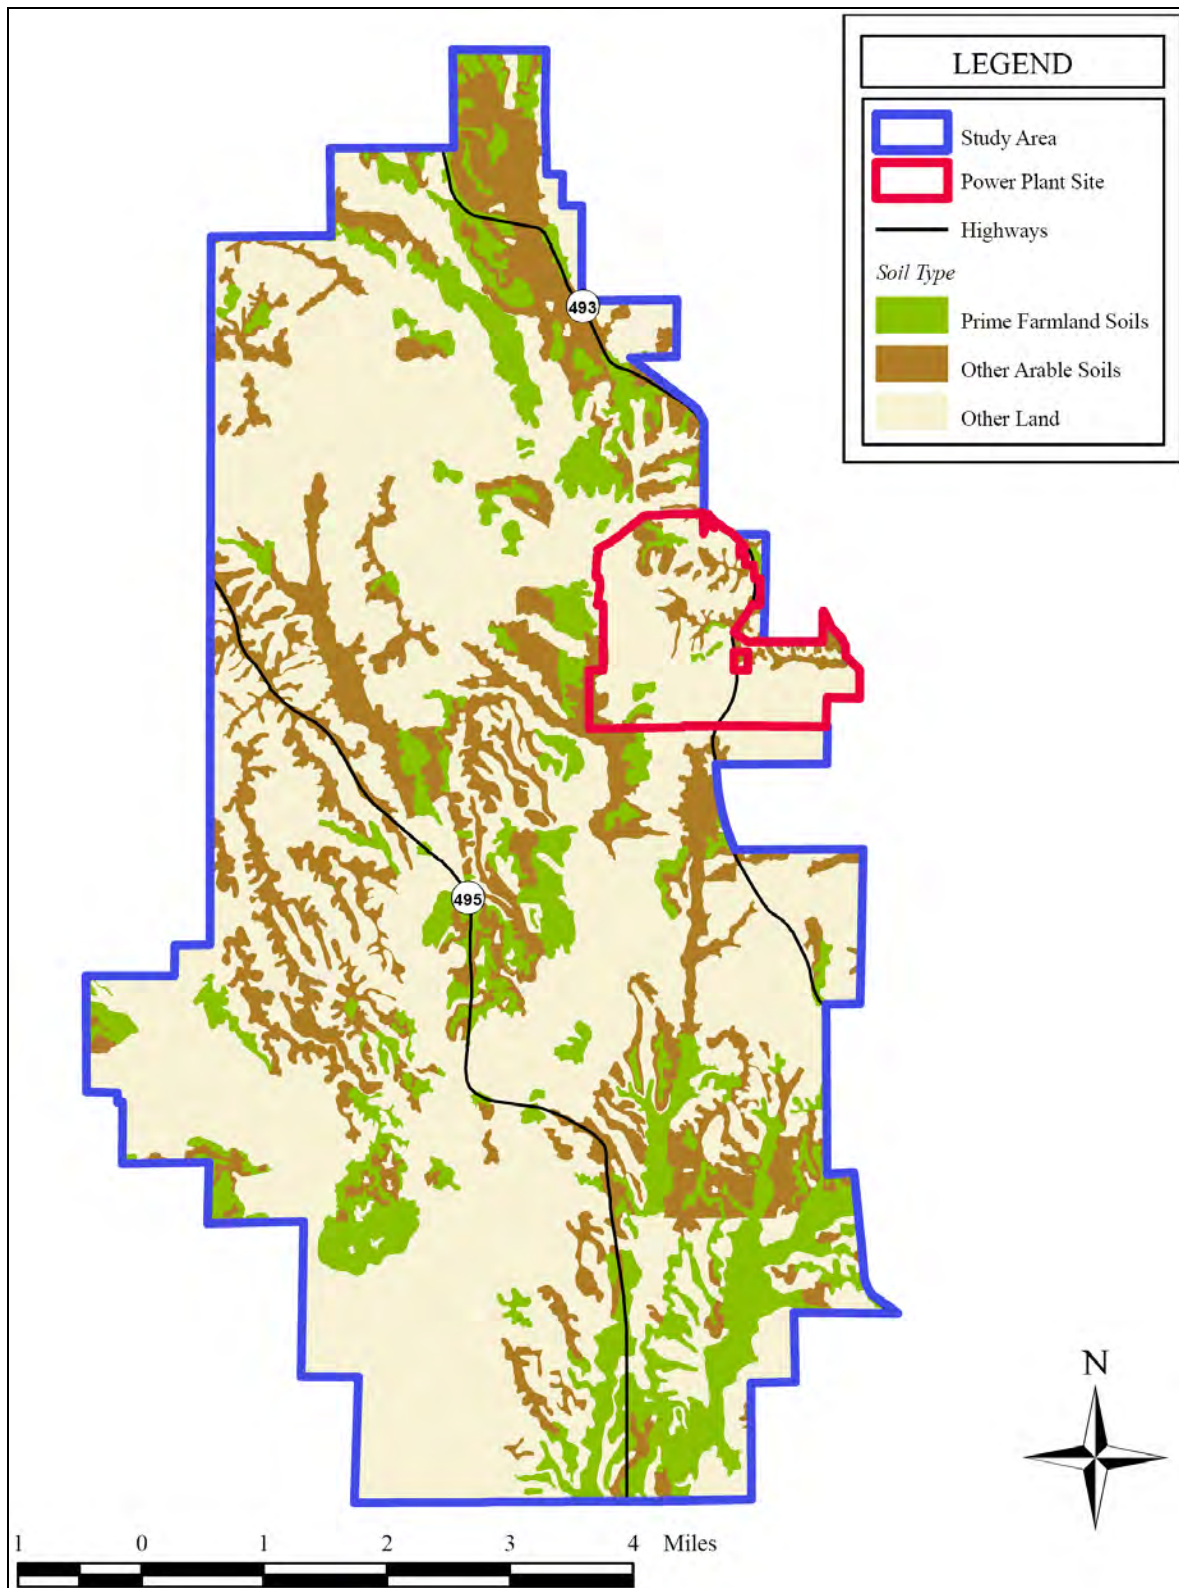 LEGEND
Study Area
Power Plant Site
Highways
Soil Type
Prime Farmland Soils
Other Arable Soils
Other Land
493
495
N
1 0 1 2 3 4 Miles